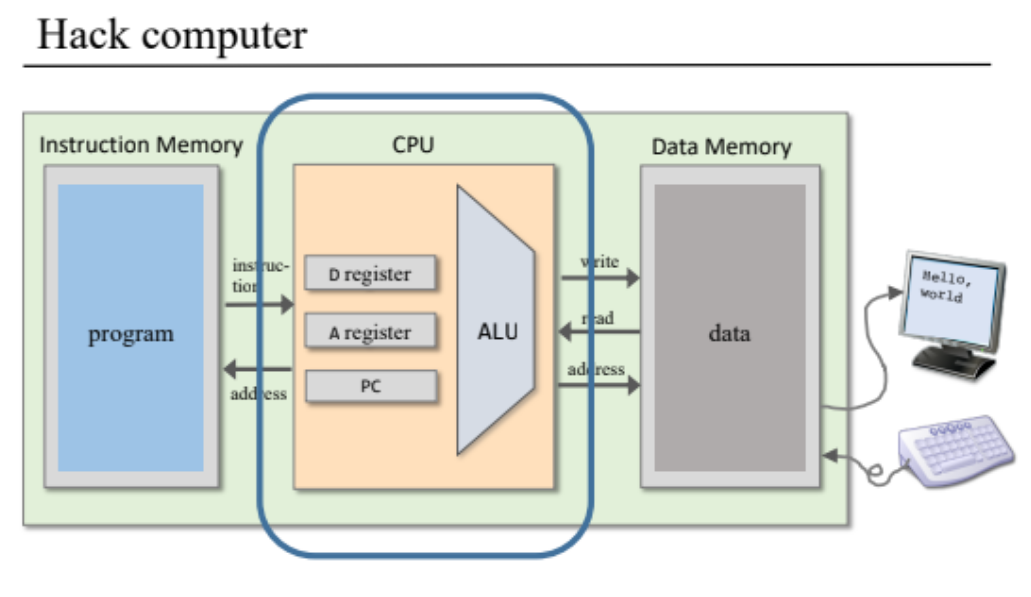 Hack computer
Instruction Memory
CPU
Data Memory
program
instruc-
tion
address
D register
A register
PC
ALU
write
read
address
data
Hello,
world